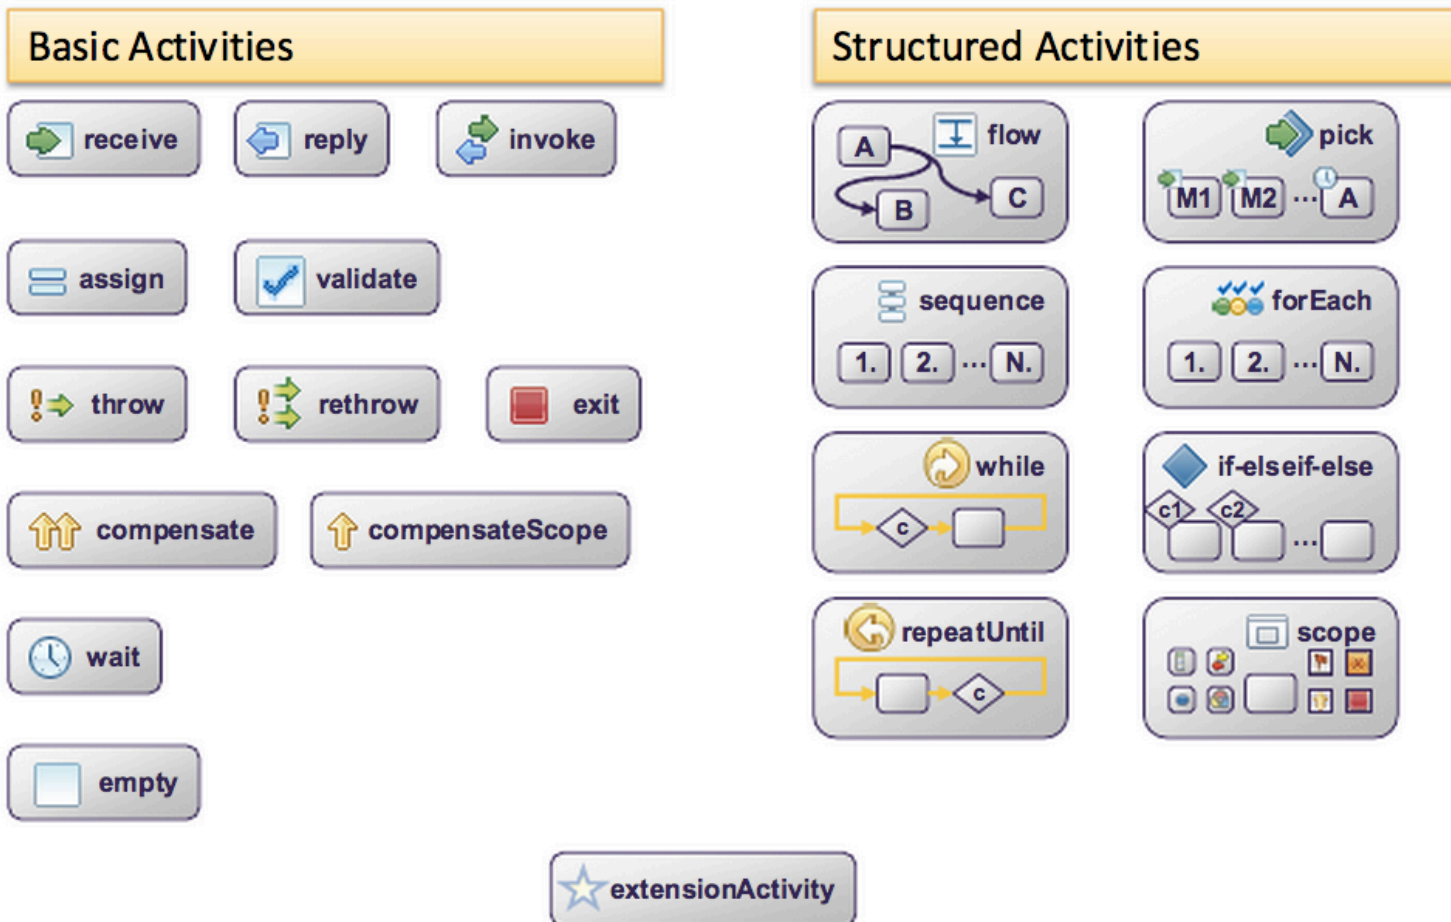 Basic Activities
Structured Activities
receive
reply
invoke
assign
validate
throw
rethrow
exit
compensate
compensateScope
wait
empty
flow
A
B
C
pick
M1 M2 ... A
sequence
1. 2. ... N.
forEach
1. 2. ... N.
while
c
if-elseif-else
c1 c2
...
repeatUntil
c
scope
extensionActivity